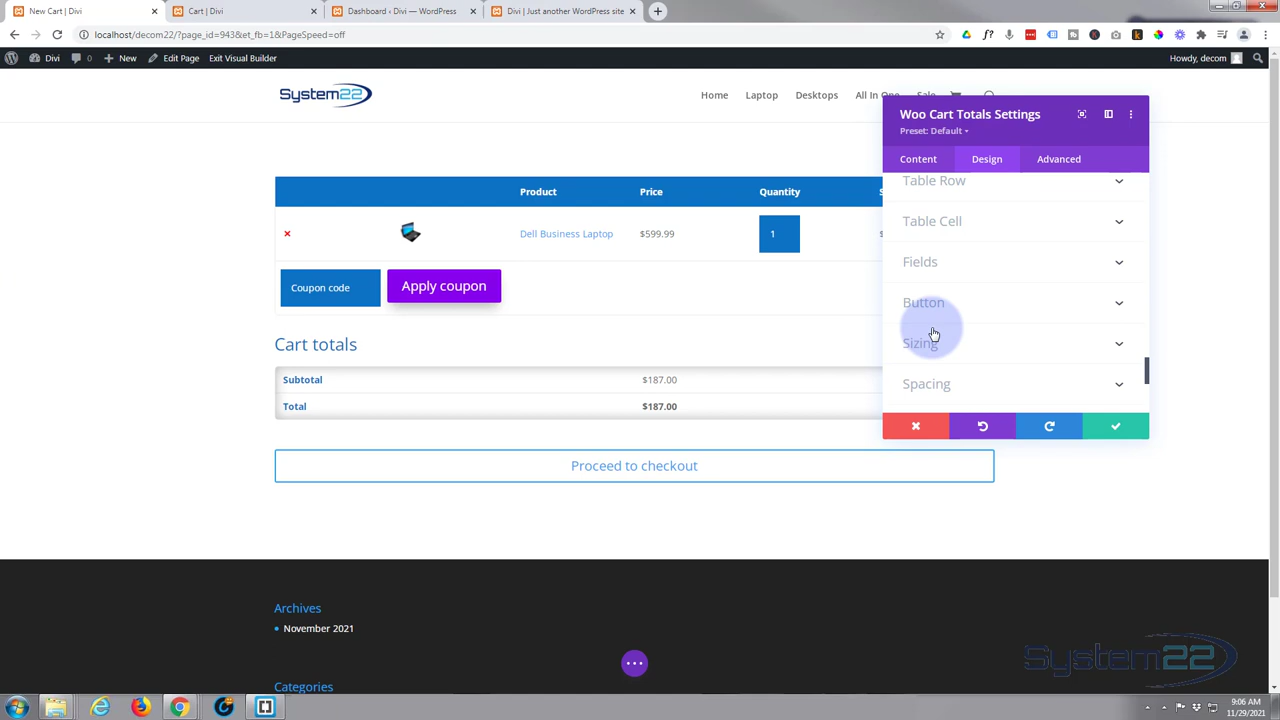 New Cart | Divi
Cart | Divi
Dashboard ‹ Divi — WordPress
Divi | Just another WordPress site
localhost/decom22/?page_id=943&et_fb=1&PageSpeed=off
Divi
0
New
Edit Page
Exit Visual Builder
Howdy, decom
System22
Home
Laptop
Desktops
All In One
Sale
Woo Cart Totals Settings
Preset: Default
Content
Design
Advanced
Table Row
Table Cell
Fields
Button
Sizing
Spacing
Product
Price
Quantity
Dell Business Laptop
$599.99
1
Coupon code
Apply coupon
Cart totals
Subtotal
$187.00
Total
$187.00
Proceed to checkout
Archives
November 2021
Categories
System22
9:06 AM
11/29/2021